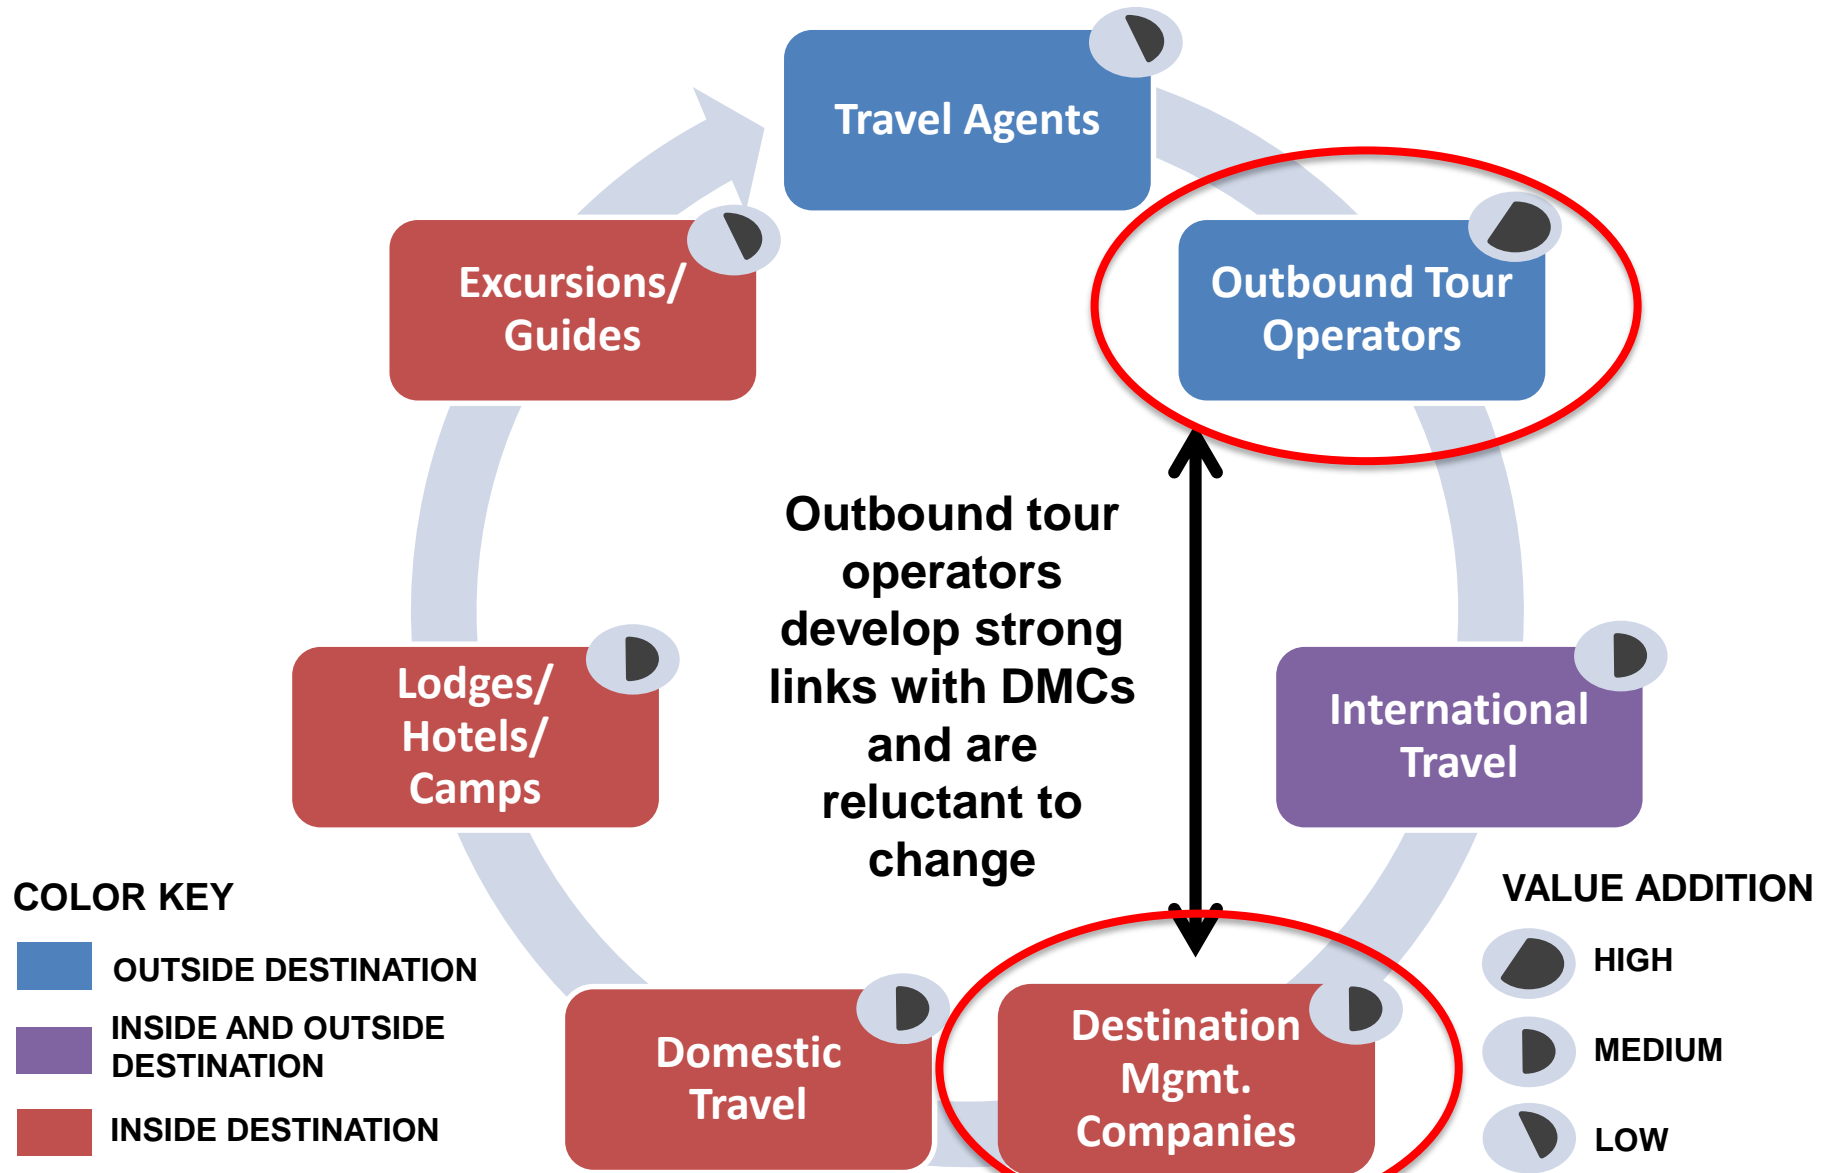 Travel Agents
Outbound Tour
Operators
International
Travel
Destination
Mgmt.
Companies
Domestic
Travel
Lodges/
Hotels/
Camps
Excursions/
Guides
Outbound tour
operators
develop strong
links with DMCs
and are
reluctant to
change
COLOR KEY
OUTSIDE DESTINATION
INSIDE AND OUTSIDE
DESTINATION
INSIDE DESTINATION
VALUE ADDITION
HIGH
MEDIUM
LOW